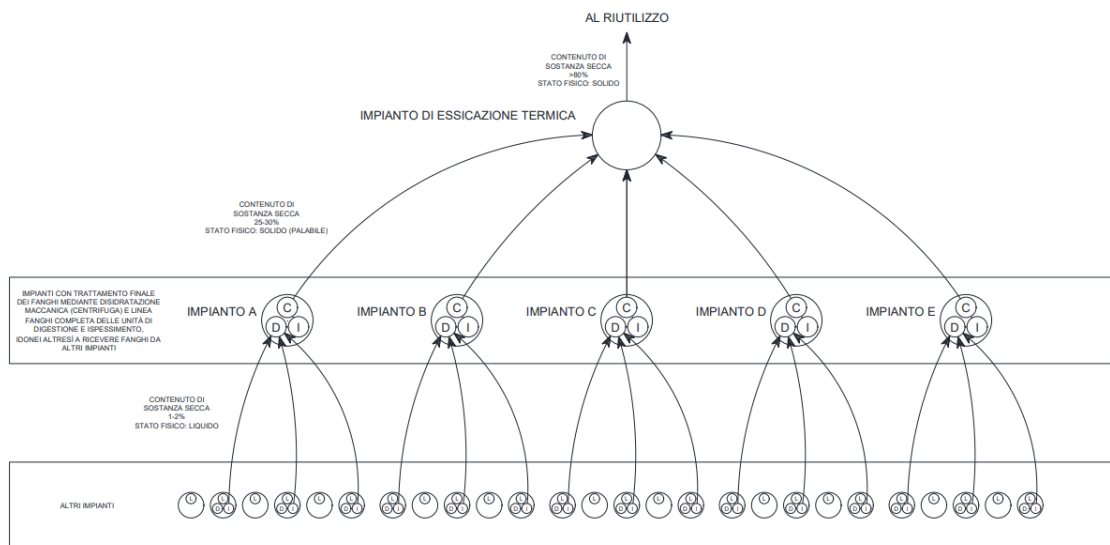 AL RIUTILIZZO
CONTENUTO DI
SOSTANZA SECCA
>80%
STATO FISICO: SOLIDO
IMPIANTO DI ESSICAZIONE TERMICA
CONTENUTO DI
SOSTANZA SECCA
25-30%
STATO FISICO: SOLIDO (PALABILE)
IMPIANTI CON TRATTAMENTO FINALE
DEI FANGHI MEDIANTE DISIDRATAZIONE
MACCANICA (CENTRIFUGA) E LINEA
FANGHI COMPLETA DELLE UNITÀ DI
DIGESTIONE E ISPESSIMENTO,
IDONEI ALTRESÌ A RICEVERE FANGHI DA
ALTRI IMPIANTI
IMPIANTO A
C
D I
IMPIANTO B
C
D I
IMPIANTO C
C
D I
IMPIANTO D
C
D I
IMPIANTO E
C
D I
CONTENUTO DI
SOSTANZA SECCA
1-2%
STATO FISICO: LIQUIDO
ALTRI IMPIANTI
L L L L L L L L L L L L L L L L L L L L L L L L L L
D I D I D I D I D I D I D I D I D I D I D I D I D I D I D I